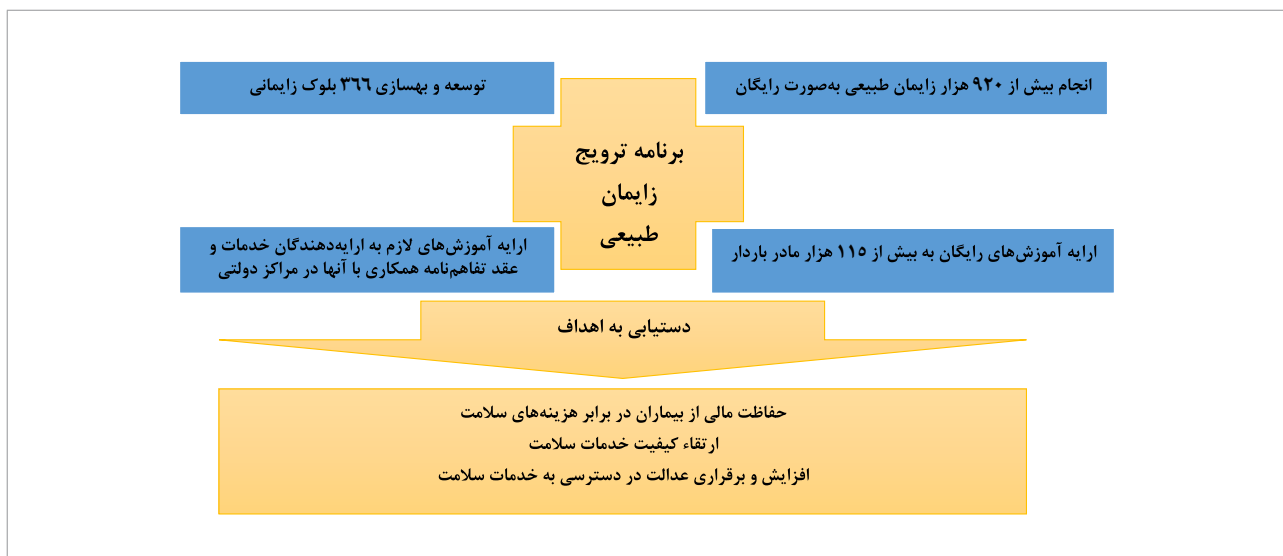 انجام بیش از ۹۲۰ هزار زایمان طبیعی به‌صورت رایگان
توسعه و بهسازی ۳٦٦ بلوک زایمانی
برنامه ترویج
زایمان
طبیعی
ارایه آموزش‌های رایگان به بیش از ۱۱٥ هزار مادر باردار
ارایه آموزش‌های لازم به ارایه‌دهندگان خدمات و
عقد تفاهم‌نامه همکاری با آنها در مراکز دولتی
دستیابی به اهداف
حفاظت مالی از بیماران در برابر هزینه‌های سلامت
ارتقاء کیفیت خدمات سلامت
افزایش و برقراری عدالت در دسترسی به خدمات سلامت